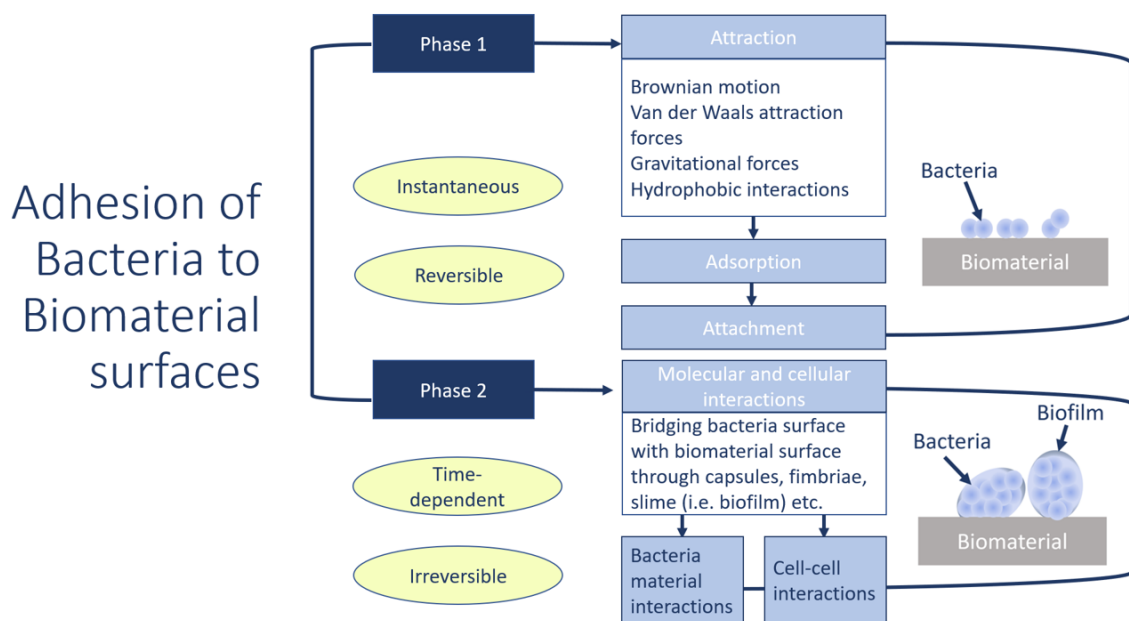 Adhesion of
Bacteria to
Biomaterial
surfaces
Phase 1
Attraction
Brownian motion
Van der Waals attraction
forces
Gravitational forces
Hydrophobic interactions
Instantaneous
Reversible
Adsorption
Attachment
Bacteria
Biomaterial
Phase 2
Molecular and cellular
interactions
Bridging bacteria surface
with biomaterial surface
through capsules, fimbriae,
slime (i.e. biofilm) etc.
Time-
dependent
Irreversible
Bacteria
material
interactions
Cell-cell
interactions
Biofilm
Bacteria
Biomaterial